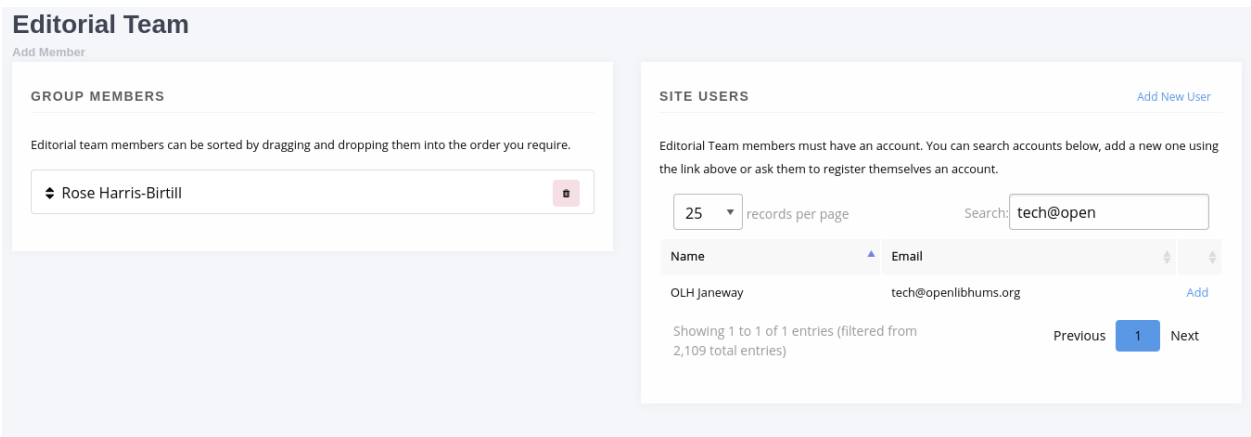 Editorial Team
Add Member
GROUP MEMBERS
Editorial team members can be sorted by dragging and dropping them into the order you require.
Rose Harris-Birtill
SITE USERS
Add New User
Editorial Team members must have an account. You can search accounts below, add a new one using
the link above or ask them to register themselves an account.
25 records per page
Search: tech@open
Name Email
OLH Janeway tech@openlibhums.org Add
Showing 1 to 1 of 1 entries (filtered from
2,109 total entries)
Previous 1 Next